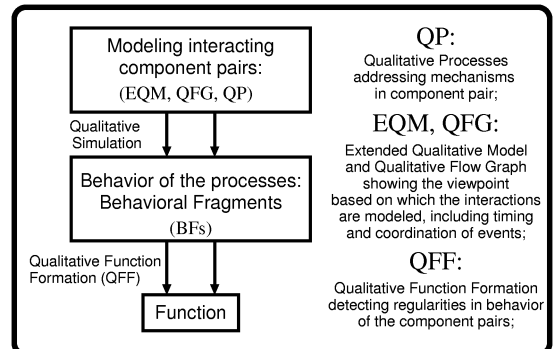 Modeling interacting
component pairs:
(EQM, QFG, QP)
Qualitative
Simulation
Behavior of the processes:
Behavioral Fragments
(BFs)
Qualitative Function
Formation (QFF)
Function
QP:
Qualitative Processes
addressing mechanisms
in component pair;
EQM, QFG:
Extended Qualitative Model
and Qualitative Flow Graph
showing the viewpoint
based on which the interactions
are modeled, including timing
and coordination of events;
QFF:
Qualitative Function Formation
detecting regularities in behavior
of the component pairs;